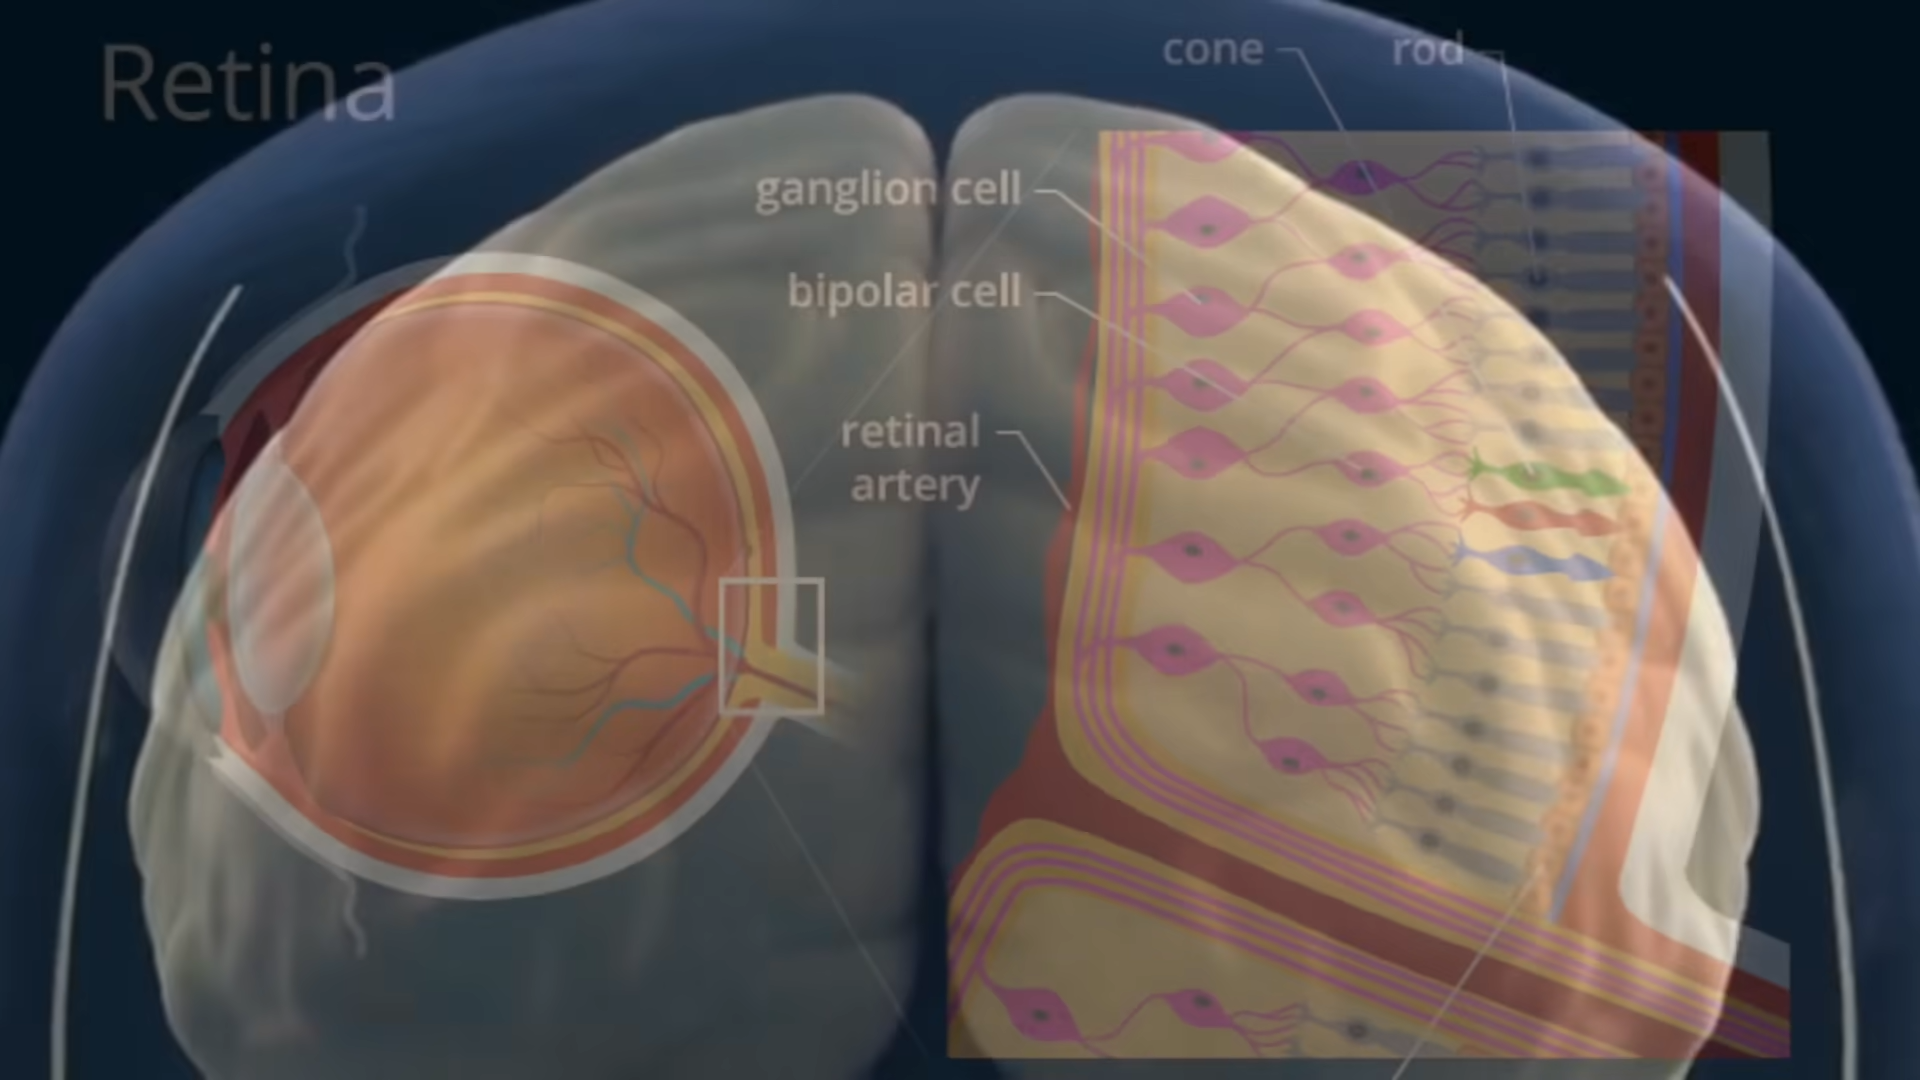 Retina
cone
rod
ganglion cell
bipolar cell
retinal
artery